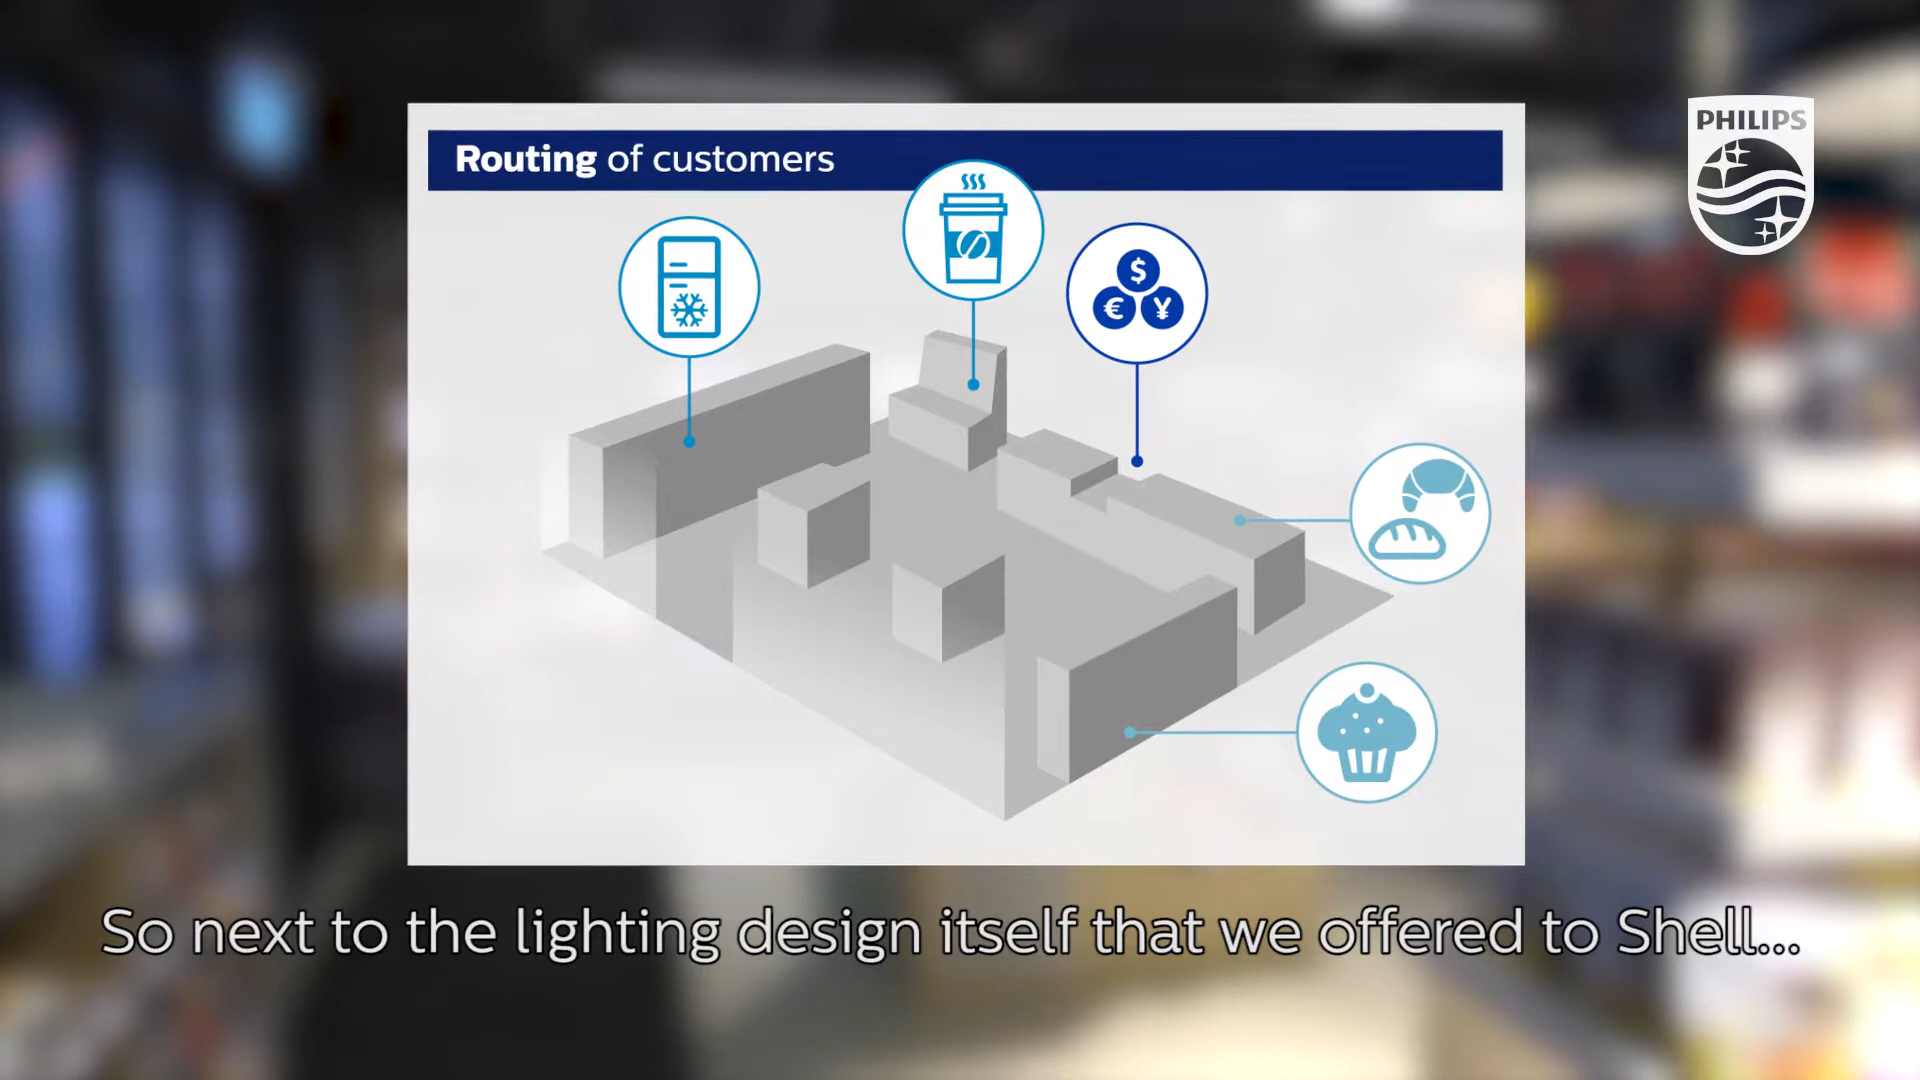 PHILIPS
Routing of customers
$
€ ¥
So next to the lighting design itself that we offered to Shell...